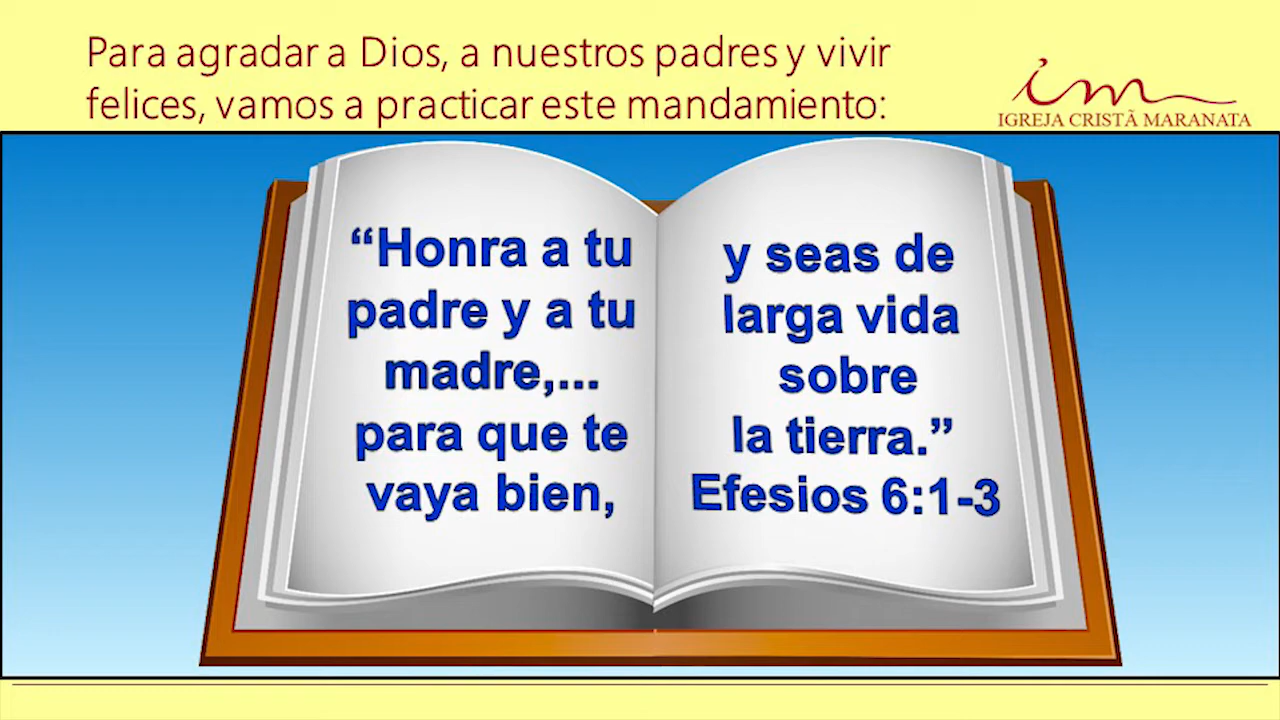 Para agradar a Dios, a nuestros padres y vivir
felices, vamos a practicar este mandamiento:
im
IGREJA CRISTÃ MARANATA
“Honra a tu
padre y a tu
madre,...
para que te
vaya bien,
y seas de
larga vida
sobre
la tierra.”
Efesios 6:1-3